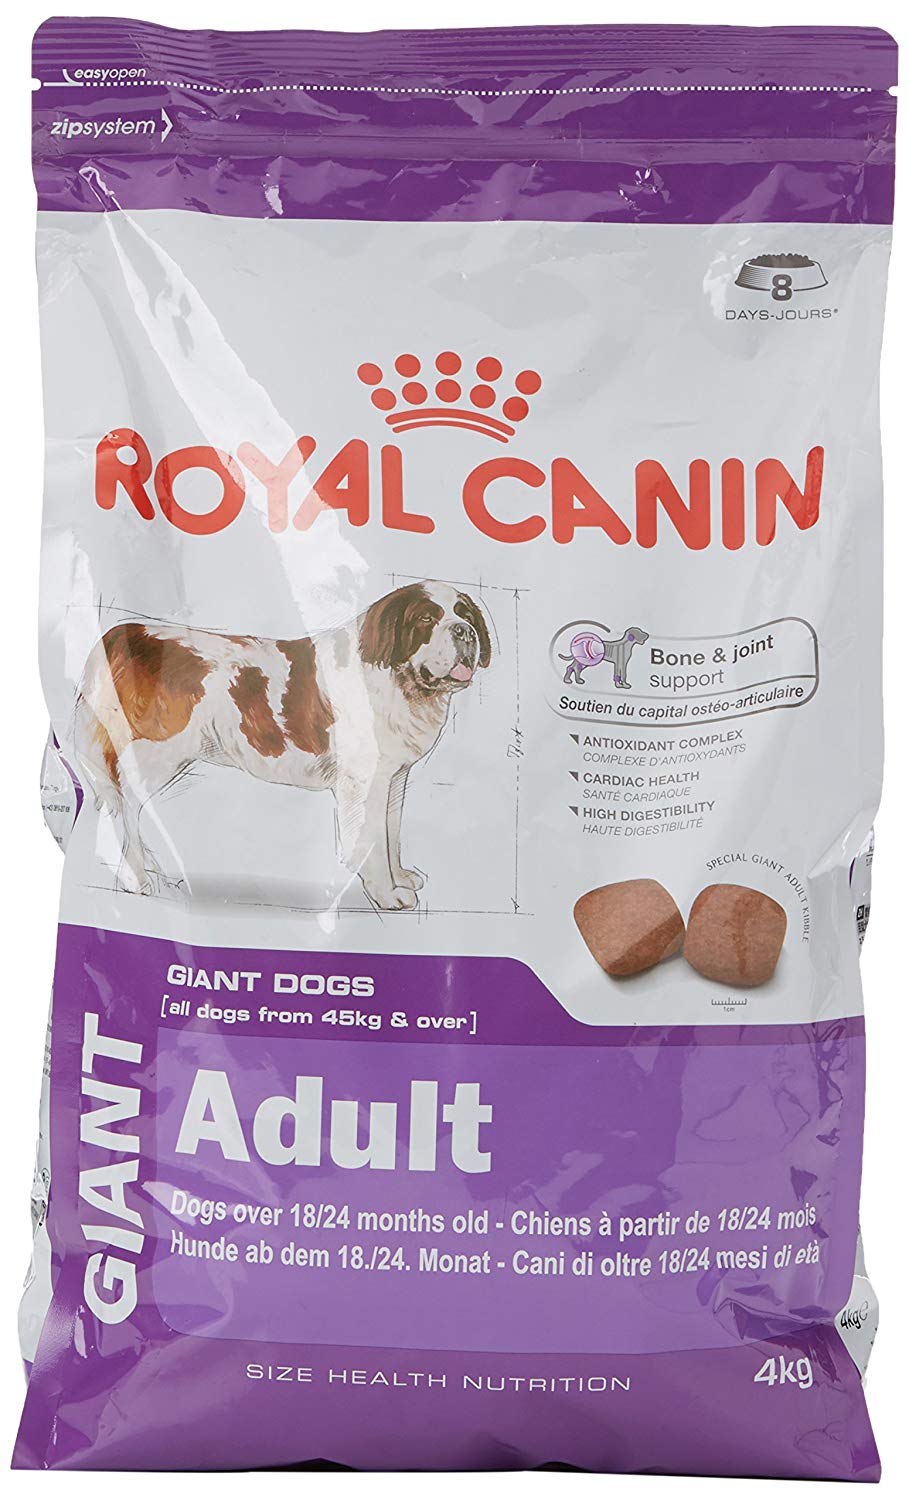 easyopen
zipsystem
8
DAYS-JOURS®
ROYAL CANIN
Bone & joint
support
Soutien du capital ostéo-articulaire
ANTIOXIDANT COMPLEX
COMPLEXE D'ANTIOXYDANTS
CARDIAC HEALTH
SANTÉ CARDIAQUE
HIGH DIGESTIBILITY
HAUTE DIGESTIBILITÉ
SPECIAL GIANT ADULT KIBBLE
1cm
GIANT DOGS
[all dogs from 45kg & over]
GIANT
Adult
Dogs over 18/24 months old - Chiens à partir de 18/24 mois
Hunde ab dem 18./24. Monat - Cani di oltre 18/24 mesi di età
4kg℮
SIZE HEALTH NUTRITION
4kg